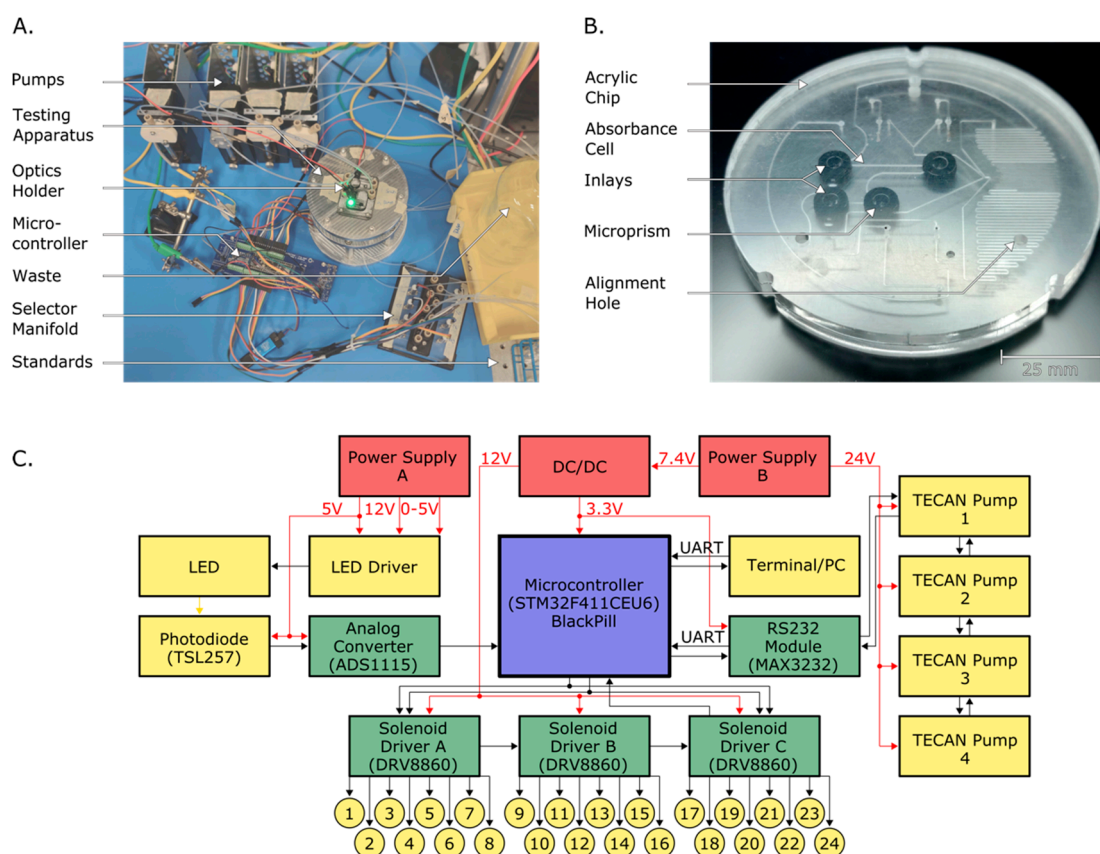 A.
Pumps
Testing
Apparatus
Optics
Holder
Micro-
controller
Waste
Selector
Manifold
Standards
B.
Acrylic
Chip
Absorbance
Cell
Inlays
Microprism
Alignment
Hole
25 mm
C.
Power Supply
A
12V
DC/DC
7.4V
Power Supply
B
24V
5V
12V
0-5V
3.3V
TECAN Pump
1
LED
LED Driver
Microcontroller
(STM32F411CEU6)
BlackPill
UART
Terminal/PC
TECAN Pump
2
Photodiode
(TSL257)
Analog
Converter
(ADS1115)
UART
RS232
Module
(MAX3232)
TECAN Pump
3
Solenoid
Driver A
(DRV8860)
Solenoid
Driver B
(DRV8860)
Solenoid
Driver C
(DRV8860)
TECAN Pump
4
1 3 5 7 9 11 13 15 17 19 21 23
2 4 6 8 10 12 14 16 18 20 22 24